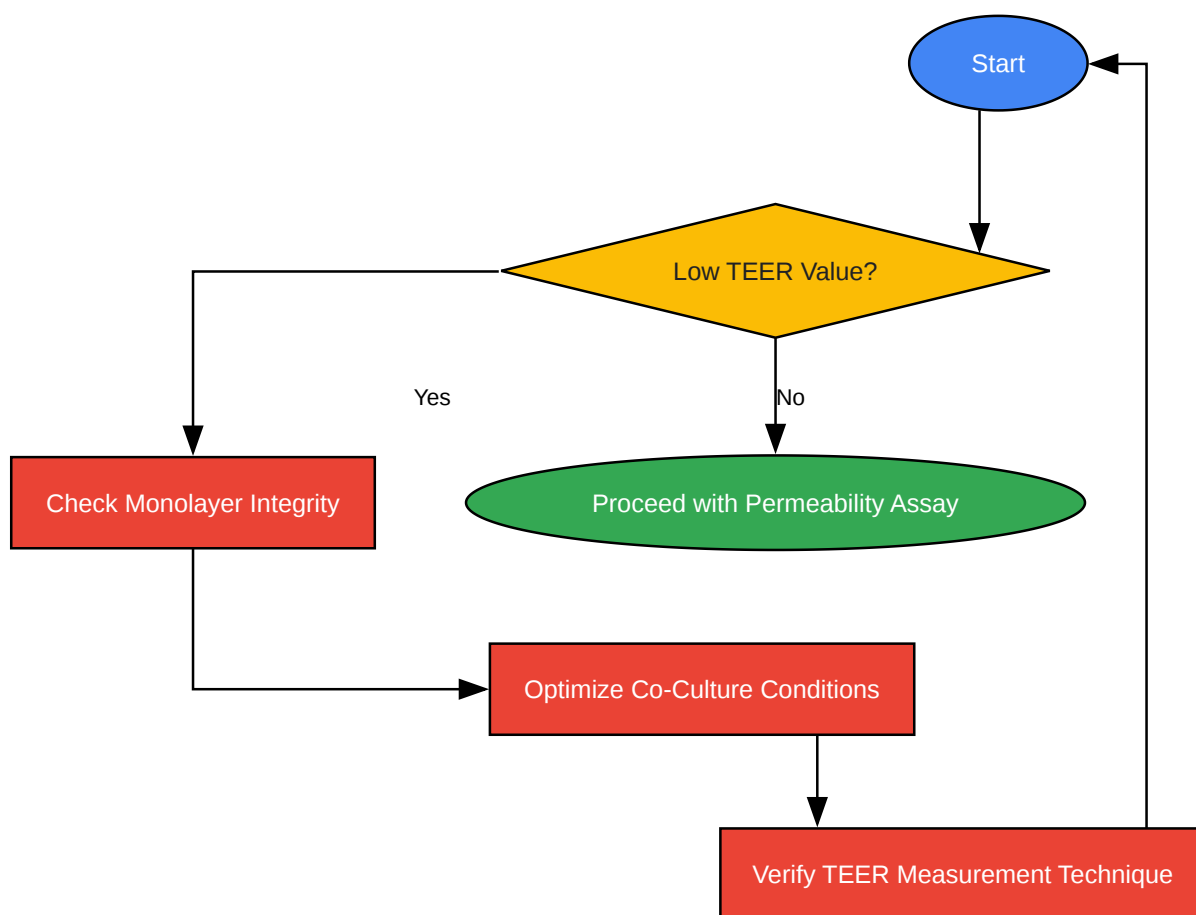 Start
Low TEER Value?
Yes
No
Check Monolayer Integrity
Proceed with Permeability Assay
Optimize Co-Culture Conditions
Verify TEER Measurement Technique